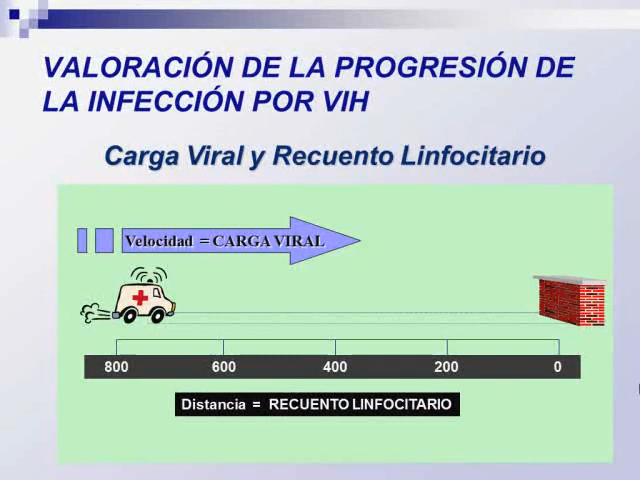 VALORACIÓN DE LA PROGRESIÓN DE
LA INFECCIÓN POR VIH
Carga Viral y Recuento Linfocitario
Velocidad = CARGA VIRAL
800 600 400 200 0
Distancia = RECUENTO LINFOCITARIO